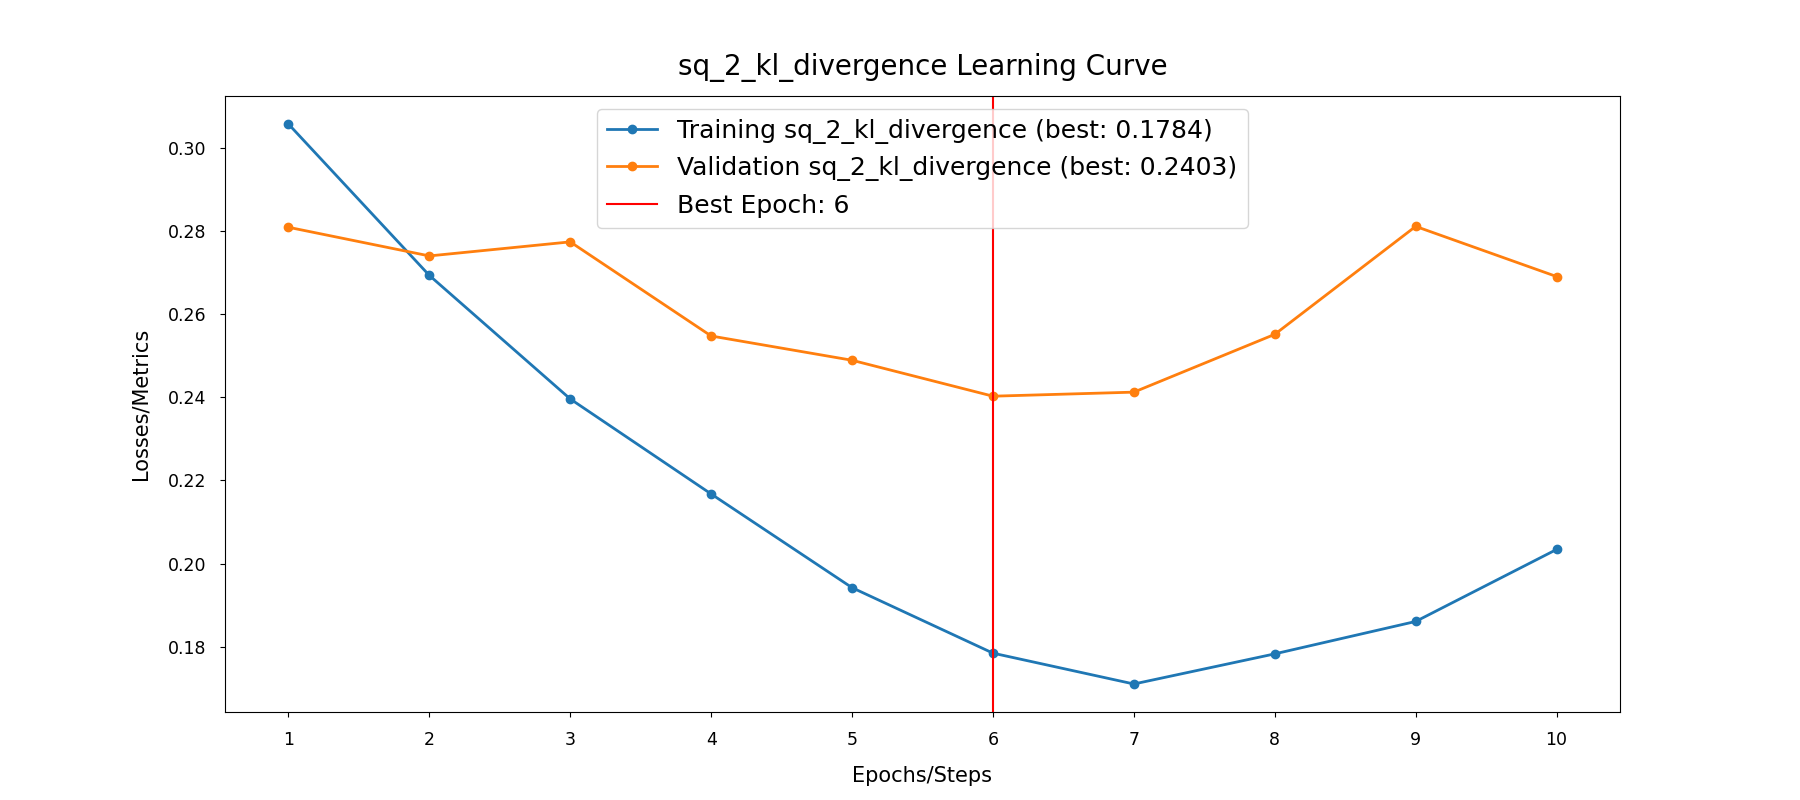 sq_2_kl_divergence Learning Curve
Training sq_2_kl_divergence (best: 0.1784)
Validation sq_2_kl_divergence (best: 0.2403)
Best Epoch: 6
Losses/Metrics
0.30
0.28
0.26
0.24
0.22
0.20
0.18
1 2 3 4 5 6 7 8 9 10
Epochs/Steps